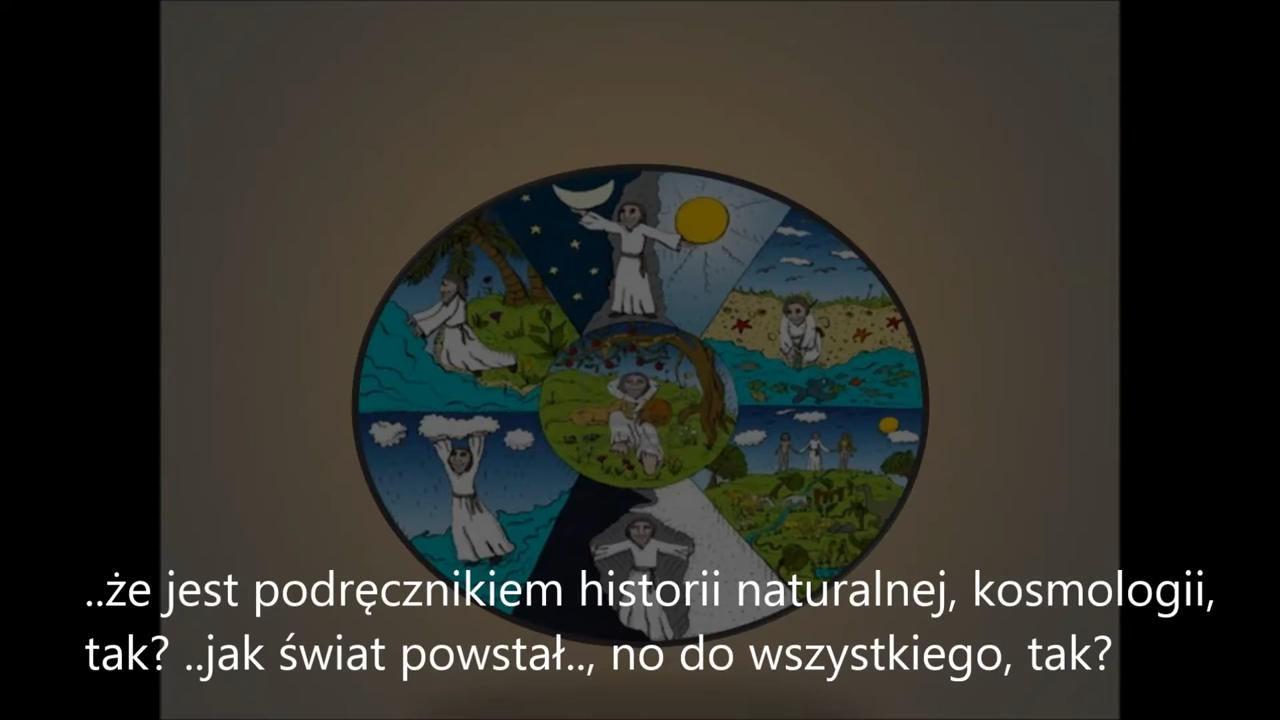 ..że jest podręcznikiem historii naturalnej, kosmologii,
tak? ..jak świat powstał.., no do wszystkiego, tak?